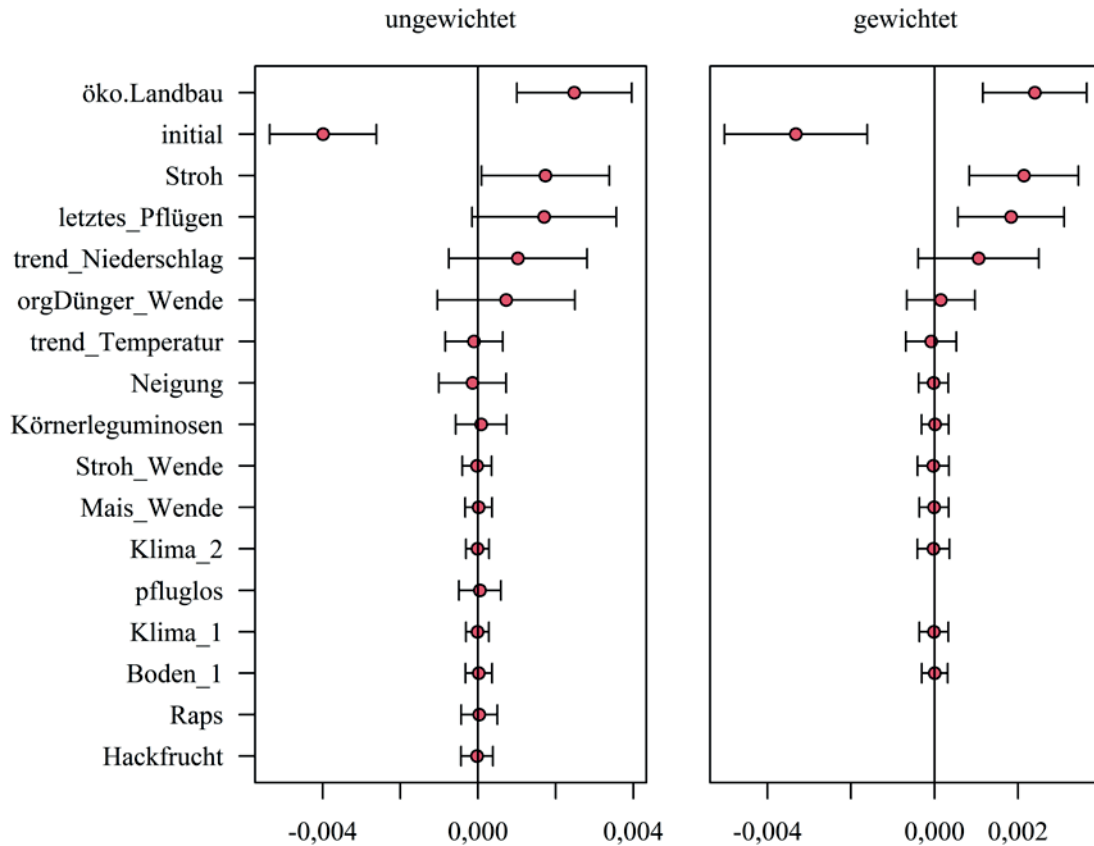 ungewichtet
gewichtet
öko.Landbau
initial
Stroh
letztes_Pflügen
trend_Niederschlag
orgDünger_Wende
trend_Temperatur
Neigung
Körnerleguminosen
Stroh_Wende
Mais_Wende
Klima_2
pfluglos
Klima_1
Boden_1
Raps
Hackfrucht
-0,004 0,000 0,004
-0,004 0,000 0,002